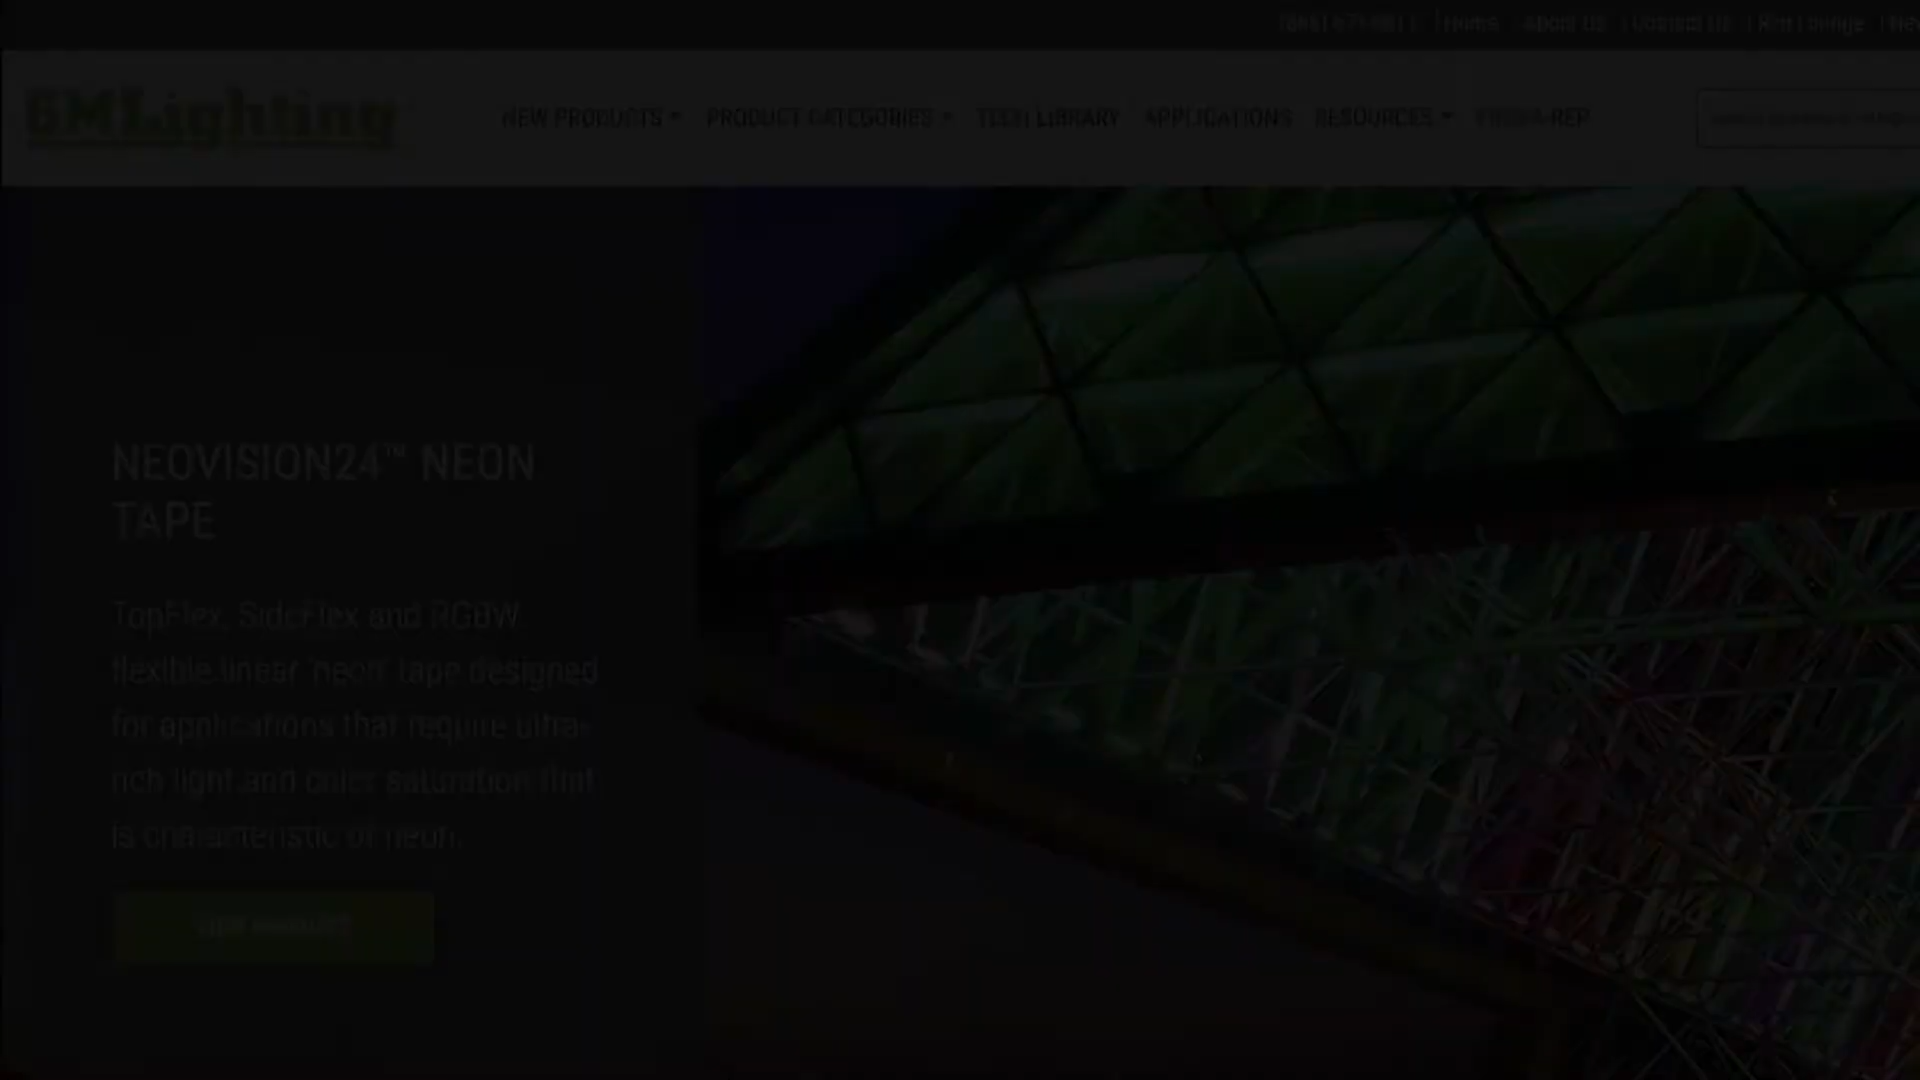 Home | About Us | Contact Us
GMLighting
NEW PRODUCTS PRODUCT CATEGORIES TECH LIBRARY APPLICATIONS RESOURCES FIND A REP
NEOVISION24™ NEON
TAPE
TopFlex, SideFlex and RGBW
flexible linear 'neon' tape designed
for applications that require ultra-
rich light and color saturation that
is characteristic of neon.